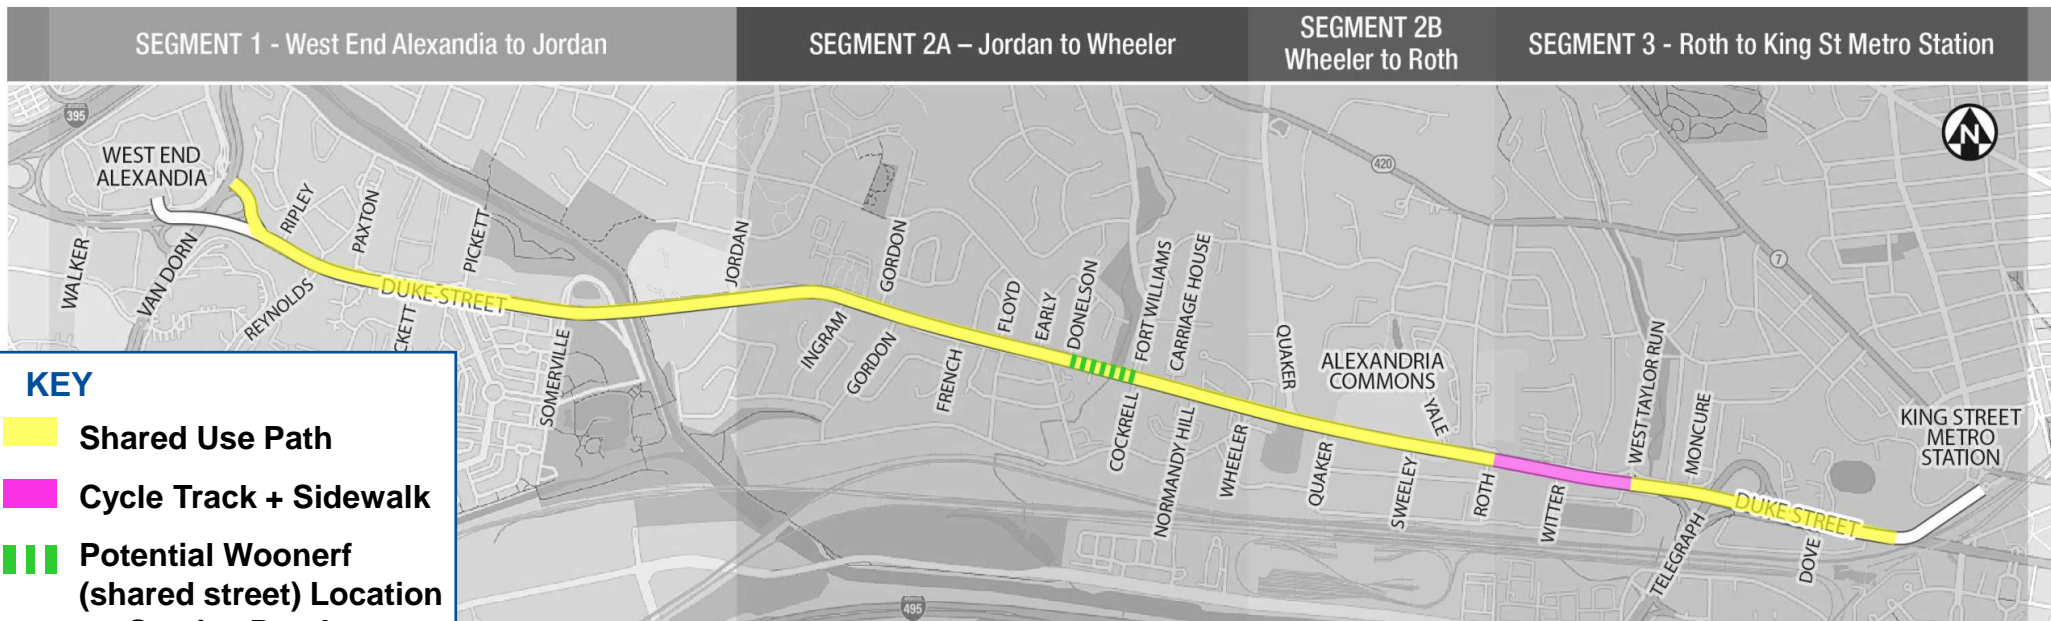 SEGMENT 1 - West End Alexandia to Jordan
SEGMENT 2A – Jordan to Wheeler
SEGMENT 2B
Wheeler to Roth
SEGMENT 3 - Roth to King St Metro Station
395
WEST END
ALEXANDIA
WALKER
VAN DORN
RIPLEY
REYNOLDS
PAXTON
PICKETT
DUKE STREET
SOMERVILLE
JORDAN
INGRAM
GORDON
GORDON
FRENCH
FLOYD
EARLY
DONELSON
COCKRELL
FORT WILLIAMS
NORMANDY HILL
CARRIAGE HOUSE
WHEELER
QUAKER
QUAKER
ALEXANDRIA
COMMONS
SWEELEY
YALE
ROTH
420
WITTER
WEST TAYLOR RUN
TELEGRAPH
MONCURE
7
DUKE STREET
DOVE
KING STREET
METRO
STATION
N
495
KEY
Shared Use Path
Cycle Track + Sidewalk
Potential Woonerf
(shared street) Location